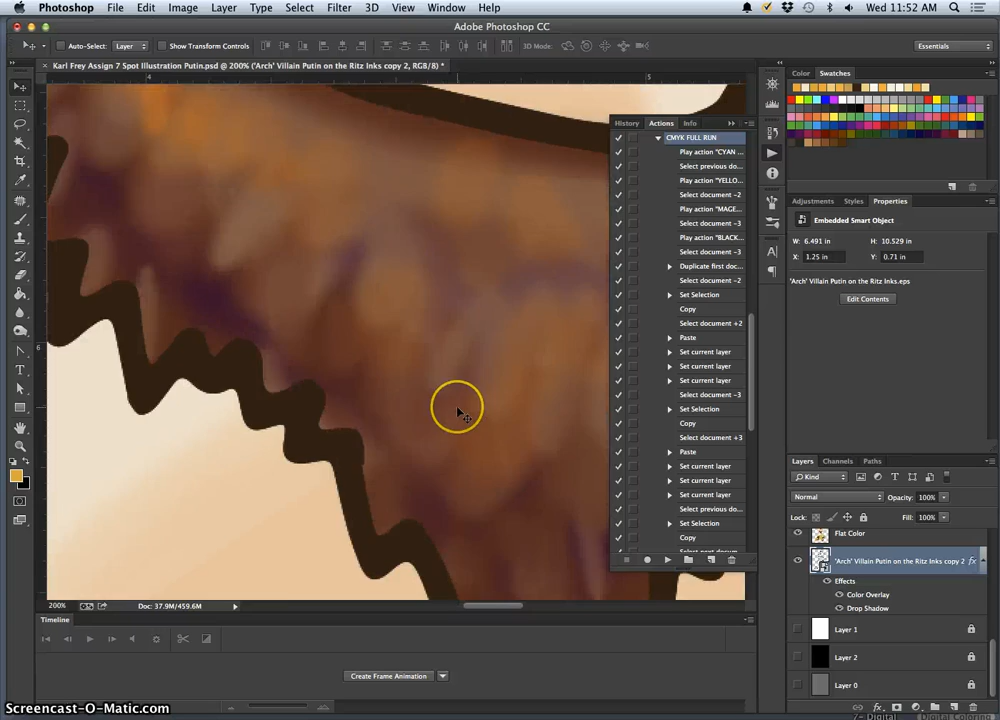 Photoshop File Edit Image Layer Type Select Filter 3D View Window Help Wed 11:52 AM
Adobe Photoshop CC
Auto-Select: Layer Show Transform Controls 3D Mode: Essentials
Karl Frey Assign 7 Spot Illustration Putin.psd @ 200% ('Arch' Villain Putin on the Ritz Inks copy 2, RGB/8) *
4 5
6
History Actions Info
CMYK FULL RUN
Play action "CYAN ...
Select previous do...
Play action "YELLO...
Select document -2
Play action "MAGE...
Select document -3
Play action "BLACK...
Select document -3
Duplicate first doc...
Select document -2
Set Selection
Copy
Select document +2
Paste
Set current layer
Set current layer
Set current layer
Select document -3
Set Selection
Copy
Select document +3
Paste
Set current layer
Set current layer
Set current layer
Select previous do...
Set Selection
Copy
Color Swatches
Adjustments Styles Properties
Embedded Smart Object
W: 6.491 in H: 10.529 in
X: 1.25 in Y: 0.71 in
'Arch' Villain Putin on the Ritz Inks.eps
Edit Contents
Layers Channels Paths
Kind
Normal Opacity: 100%
Lock: Fill: 100%
Flat Color
'Arch' Villain Putin on the Ritz Inks copy 2 fx
Effects
Color Overlay
Drop Shadow
Layer 1
Layer 2
Layer 0
200% Doc: 37.9M/459.6M
Timeline
Create Frame Animation
Screencast-O-Matic.com